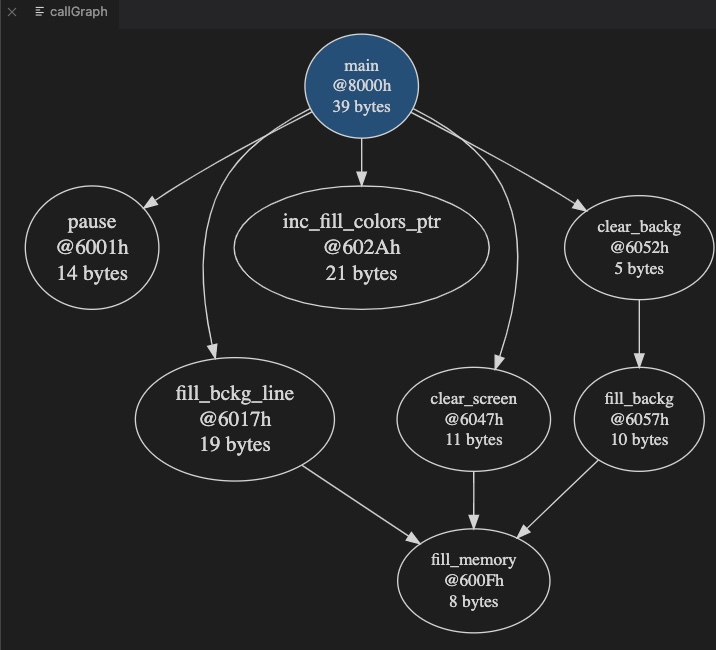 callGraph
main
@8000h
39 bytes
pause
@6001h
14 bytes
inc_fill_colors_ptr
@602Ah
21 bytes
clear_backg
@6052h
5 bytes
fill_bckg_line
@6017h
19 bytes
clear_screen
@6047h
11 bytes
fill_backg
@6057h
10 bytes
fill_memory
@600Fh
8 bytes